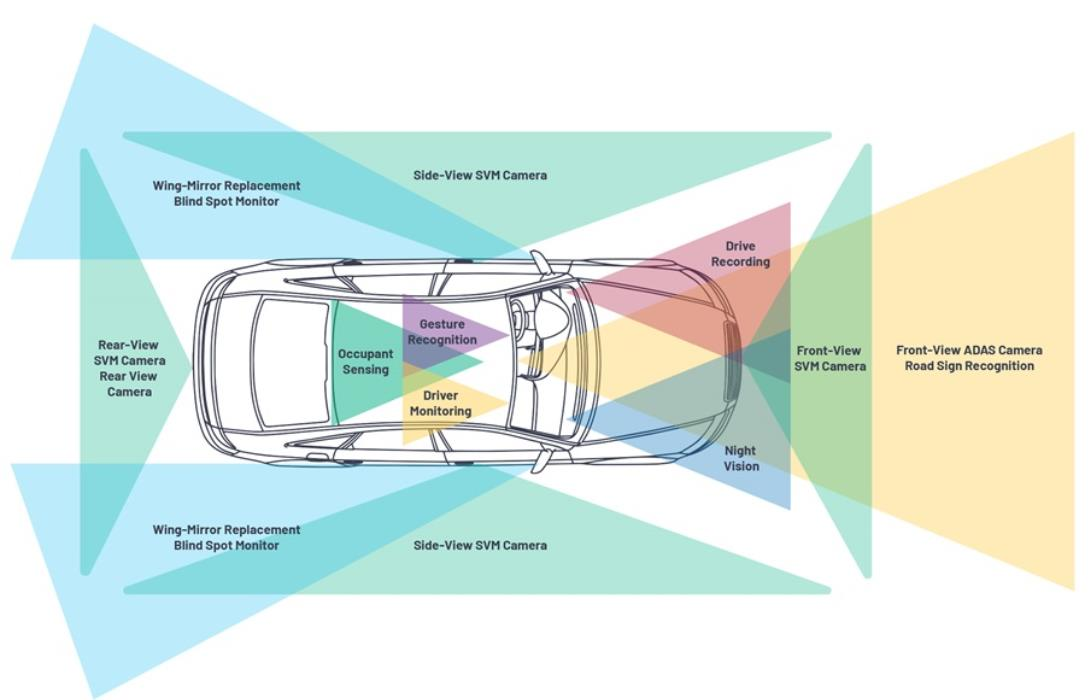 Wing-Mirror Replacement
Blind Spot Monitor
Side-View SVM Camera
Drive
Recording
Rear-View
SVM Camera
Rear View
Camera
Occupant
Sensing
Gesture
Recognition
Driver
Monitoring
Front-View
SVM Camera
Front-View ADAS Camera
Road Sign Recognition
Night
Vision
Wing-Mirror Replacement
Blind Spot Monitor
Side-View SVM Camera